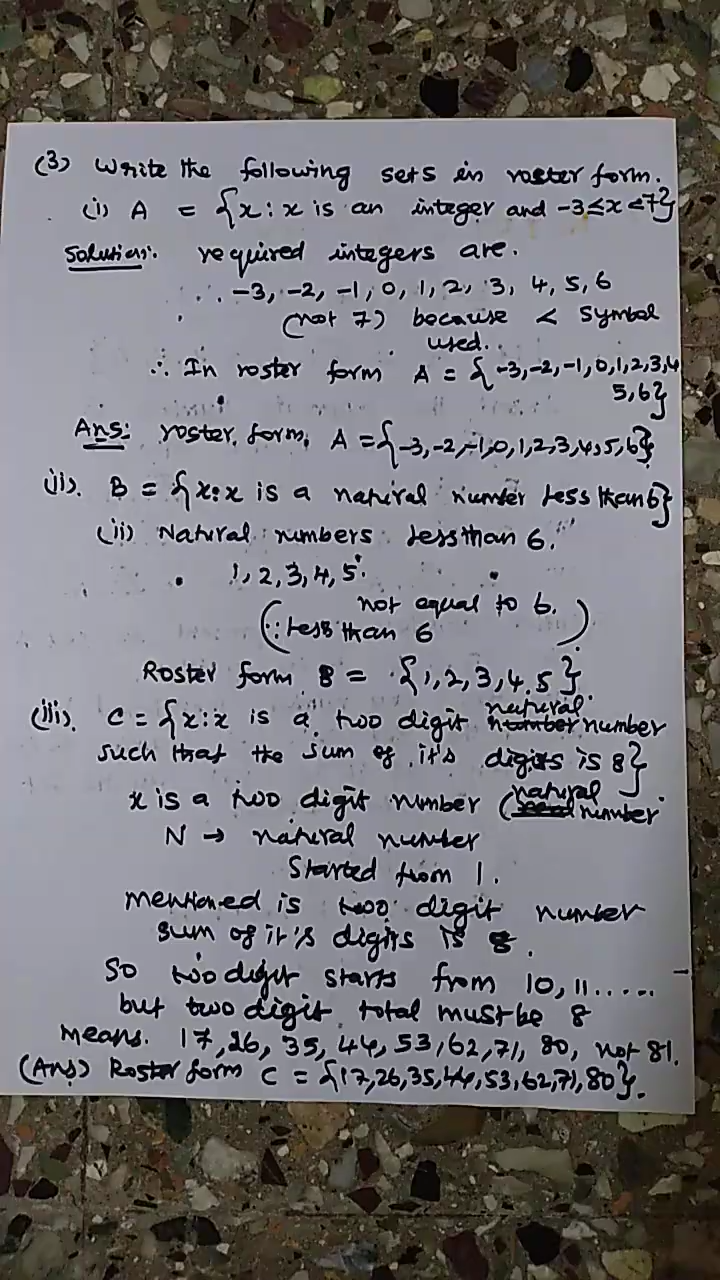 (3) Write the following sets in roster form.
(i) A = {x : x is an integer and -3≤x<7}
Solution: required integers are.
∴ -3, -2, -1, 0, 1, 2, 3, 4, 5, 6
(not 7) because < symbol
used.
∴ In roster form A = {-3,-2,-1,0,1,2,3,4
5,6}
Ans: roster form, A = {-3,-2,-1,0,1,2,3,4,5,6}
ii). B = {x:x is a natural number less than 6}
(ii) Natural numbers less than 6.
1, 2, 3, 4, 5.
not equal to 6.
(∵ less than 6)
Roster form B = {1,2,3,4,5}.
(iii). C = {x:x is a two digit natural number
such that the sum of it's digits is 8}
x is a two digit number (natural number
N → natural number
Started from 1.
mentioned is two digit number
sum of it's digits is 8.
So two digit starts from 10, 11.....
but two digit total must be 8
means. 17, 26, 35, 44, 53, 62, 71, 80, not 81.
(Ans) Roster form C = {17,26,35,44,53,62,71,80}.